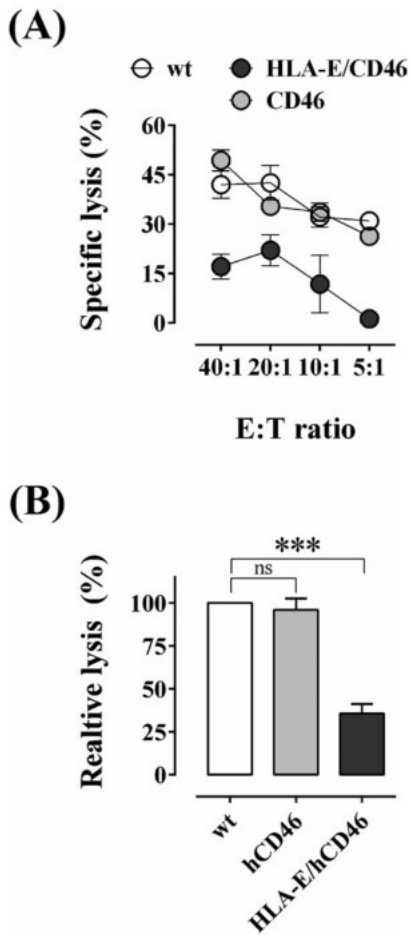 (A)
wt HLA-E/CD46
CD46
Specific lysis (%)
60
45
30
15
0
40:1 20:1 10:1 5:1
E:T ratio
(B)
***
ns
Realtive lysis (%)
100
75
50
25
0
wt
hCD46
HLA-E/hCD46